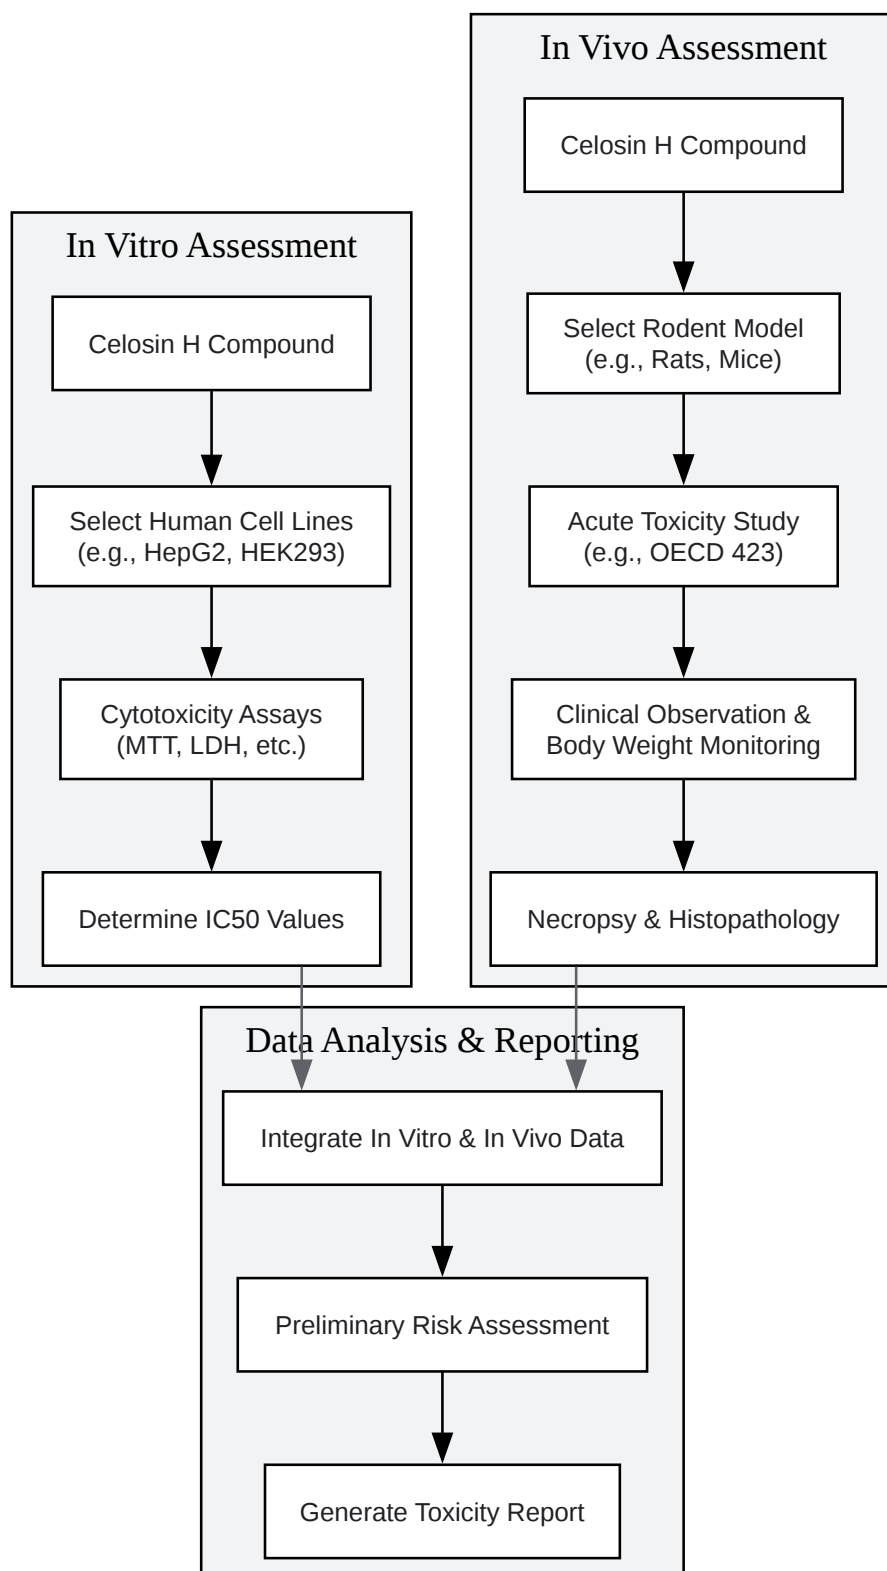 In Vitro Assessment
Celosin H Compound
Select Human Cell Lines
(e.g., HepG2, HEK293)
Cytotoxicity Assays
(MTT, LDH, etc.)
Determine IC50 Values
In Vivo Assessment
Celosin H Compound
Select Rodent Model
(e.g., Rats, Mice)
Acute Toxicity Study
(e.g., OECD 423)
Clinical Observation &
Body Weight Monitoring
Necropsy & Histopathology
Data Analysis & Reporting
Integrate In Vitro & In Vivo Data
Preliminary Risk Assessment
Generate Toxicity Report